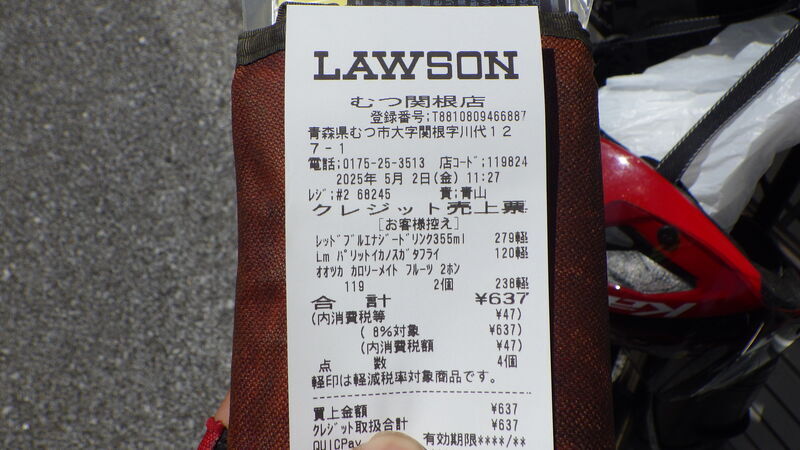 LAWSON
むつ関根店
登録番号;T8810809466887
青森県むつ市大字関根字川代12
7-1
電話;0175-25-3513 店コード;119824
2025年 5月 2日(金) 11:27
レジ;#2 68245 責;青山
クレジット売上票
[お客様控え]
レッドブルエナジードリンク355ml 279軽
Lm パリットイカノスガタフライ 120軽
オオツカ カロリーメイト フルーツ 2ホン
119 2個 238軽
合計 ¥637
(内消費税等 ¥47)
( 8%対象 ¥637)
(内消費税額 ¥47)
点数 4個
軽印は軽減税率対象商品です。
買上金額 ¥637
クレジット取扱合計 ¥637
QUICPay 有効期限****/**